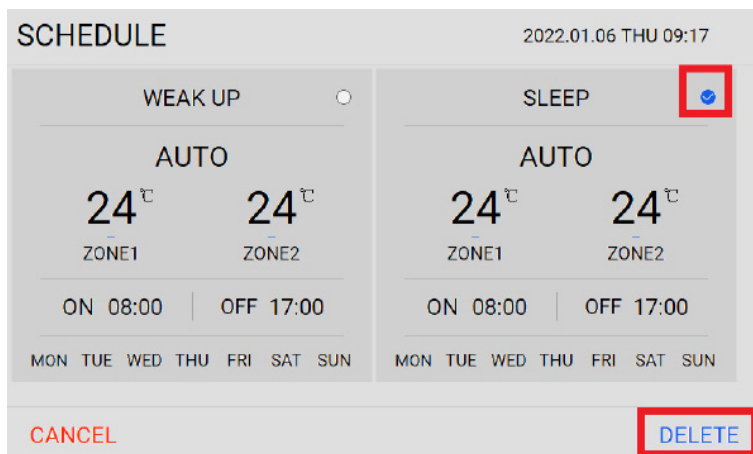 SCHEDULE 2022.01.06 THU 09:17
WEAK UP
AUTO
24℃ 24℃
ZONE1 ZONE2
ON 08:00 OFF 17:00
MON TUE WED THU FRI SAT SUN
SLEEP
AUTO
24℃ 24℃
ZONE1 ZONE2
ON 08:00 OFF 17:00
MON TUE WED THU FRI SAT SUN
CANCEL DELETE